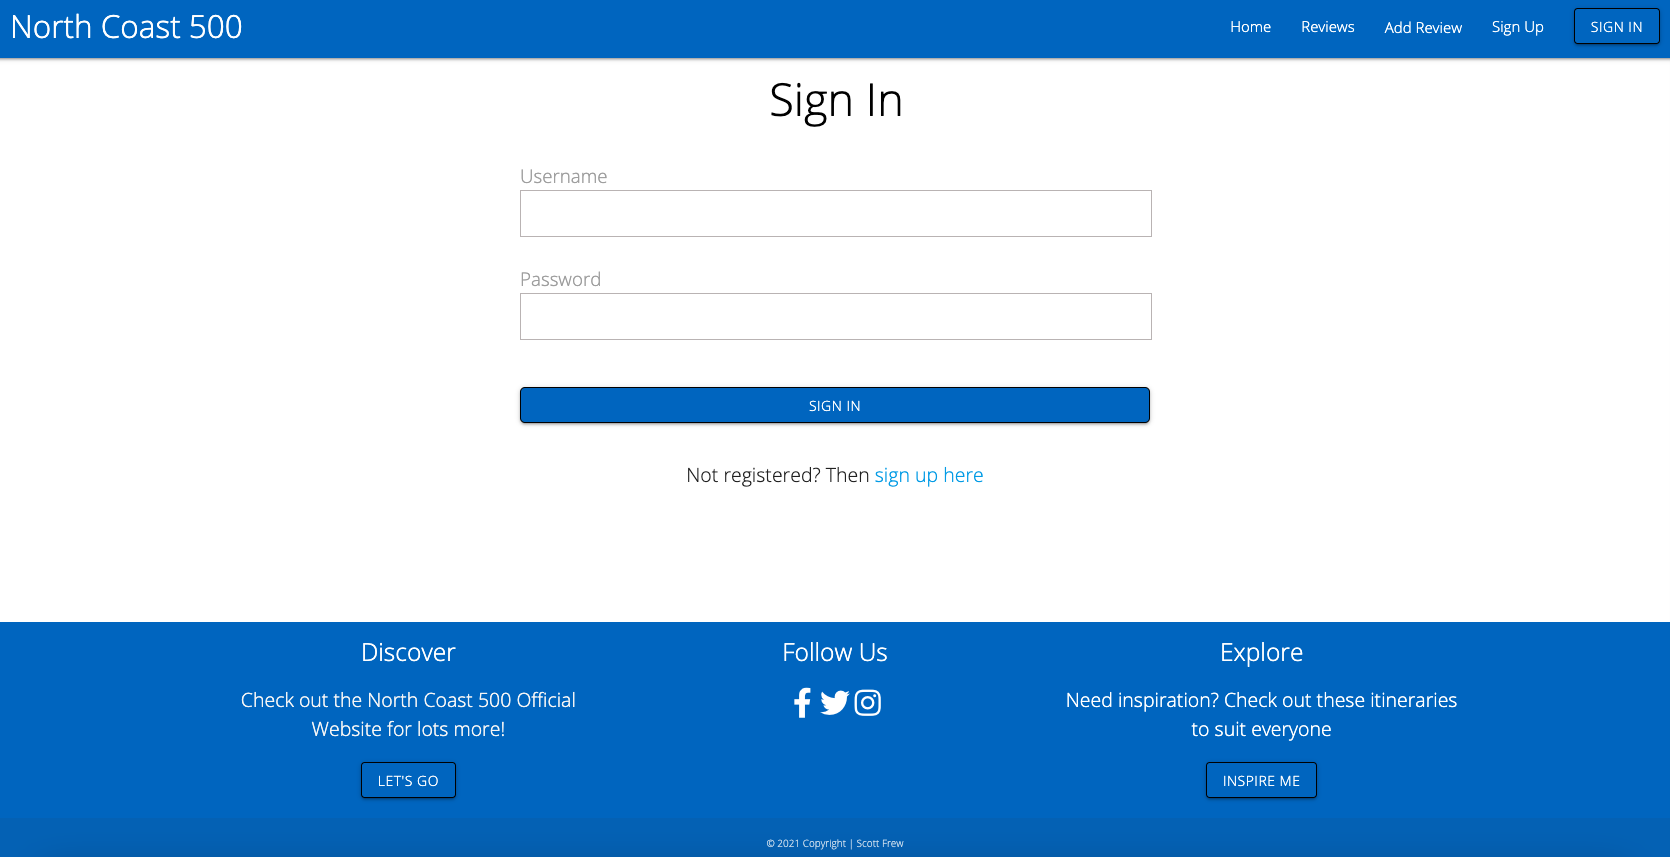 North Coast 500
Home Reviews Add Review Sign Up SIGN IN
Sign In
Username
Password
SIGN IN
Not registered? Then sign up here
Discover
Check out the North Coast 500 Official
Website for lots more!
LET'S GO
Follow Us
Explore
Need inspiration? Check out these itineraries
to suit everyone
INSPIRE ME
© 2021 Copyright | Scott Frew